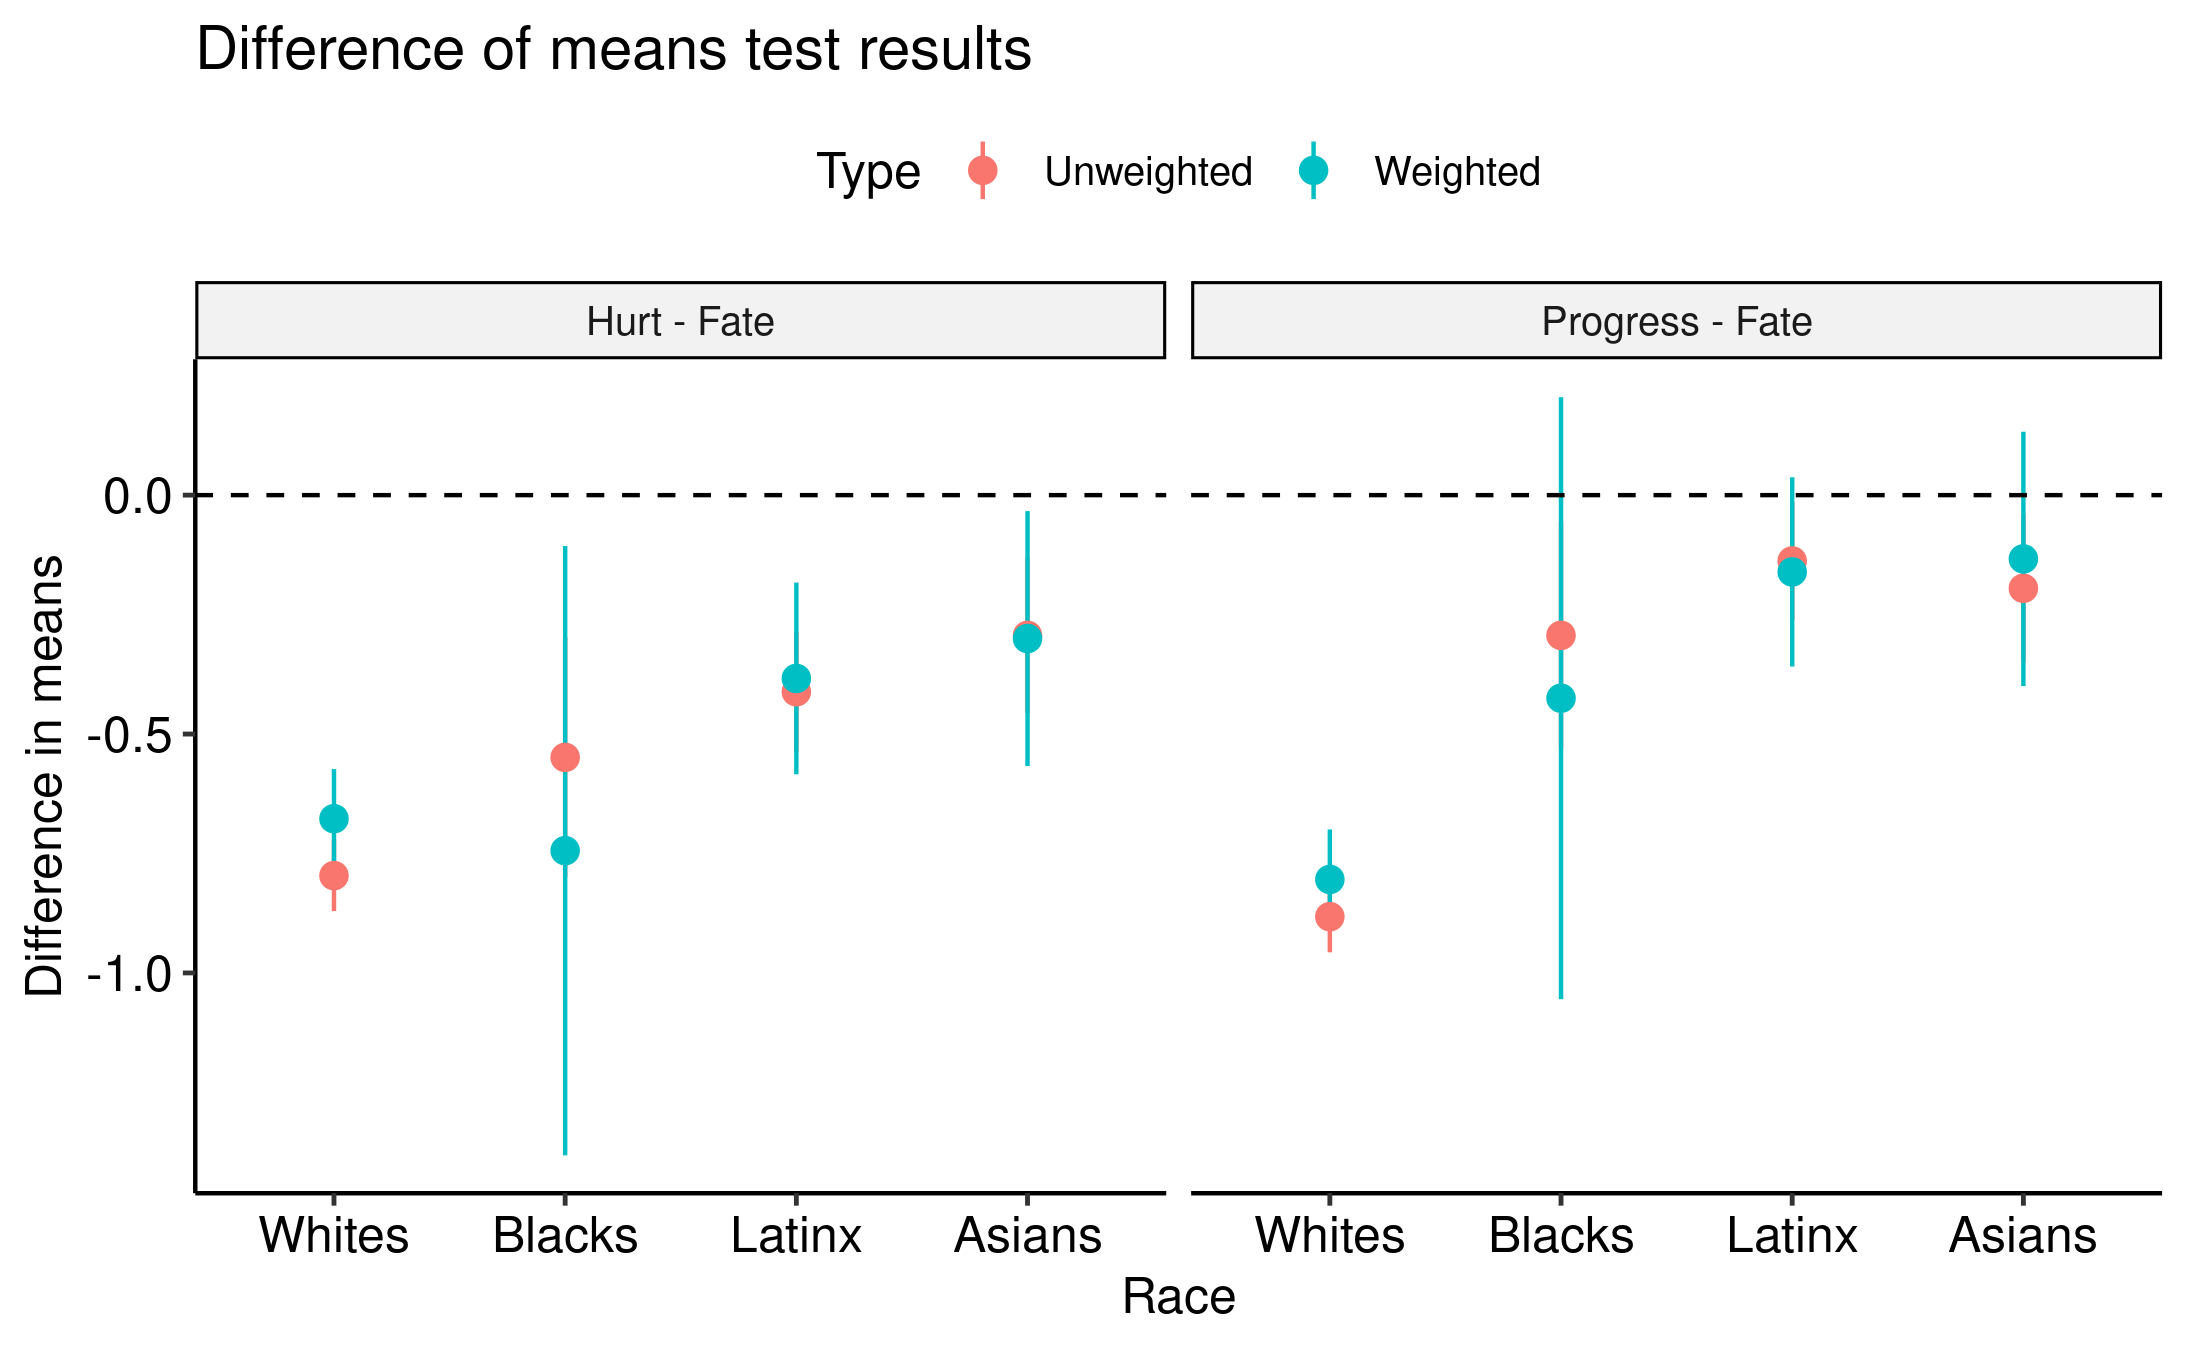 Difference of means test results
Type Unweighted Weighted
Hurt - Fate Progress - Fate
Difference in means
0.0
-0.5
-1.0
Whites Blacks Latinx Asians Whites Blacks Latinx Asians
Race